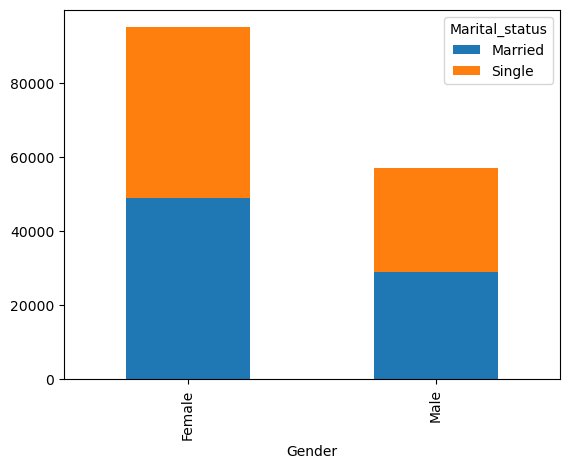 Marital_status
Married
Single
80000
60000
40000
20000
0
Female
Male
Gender